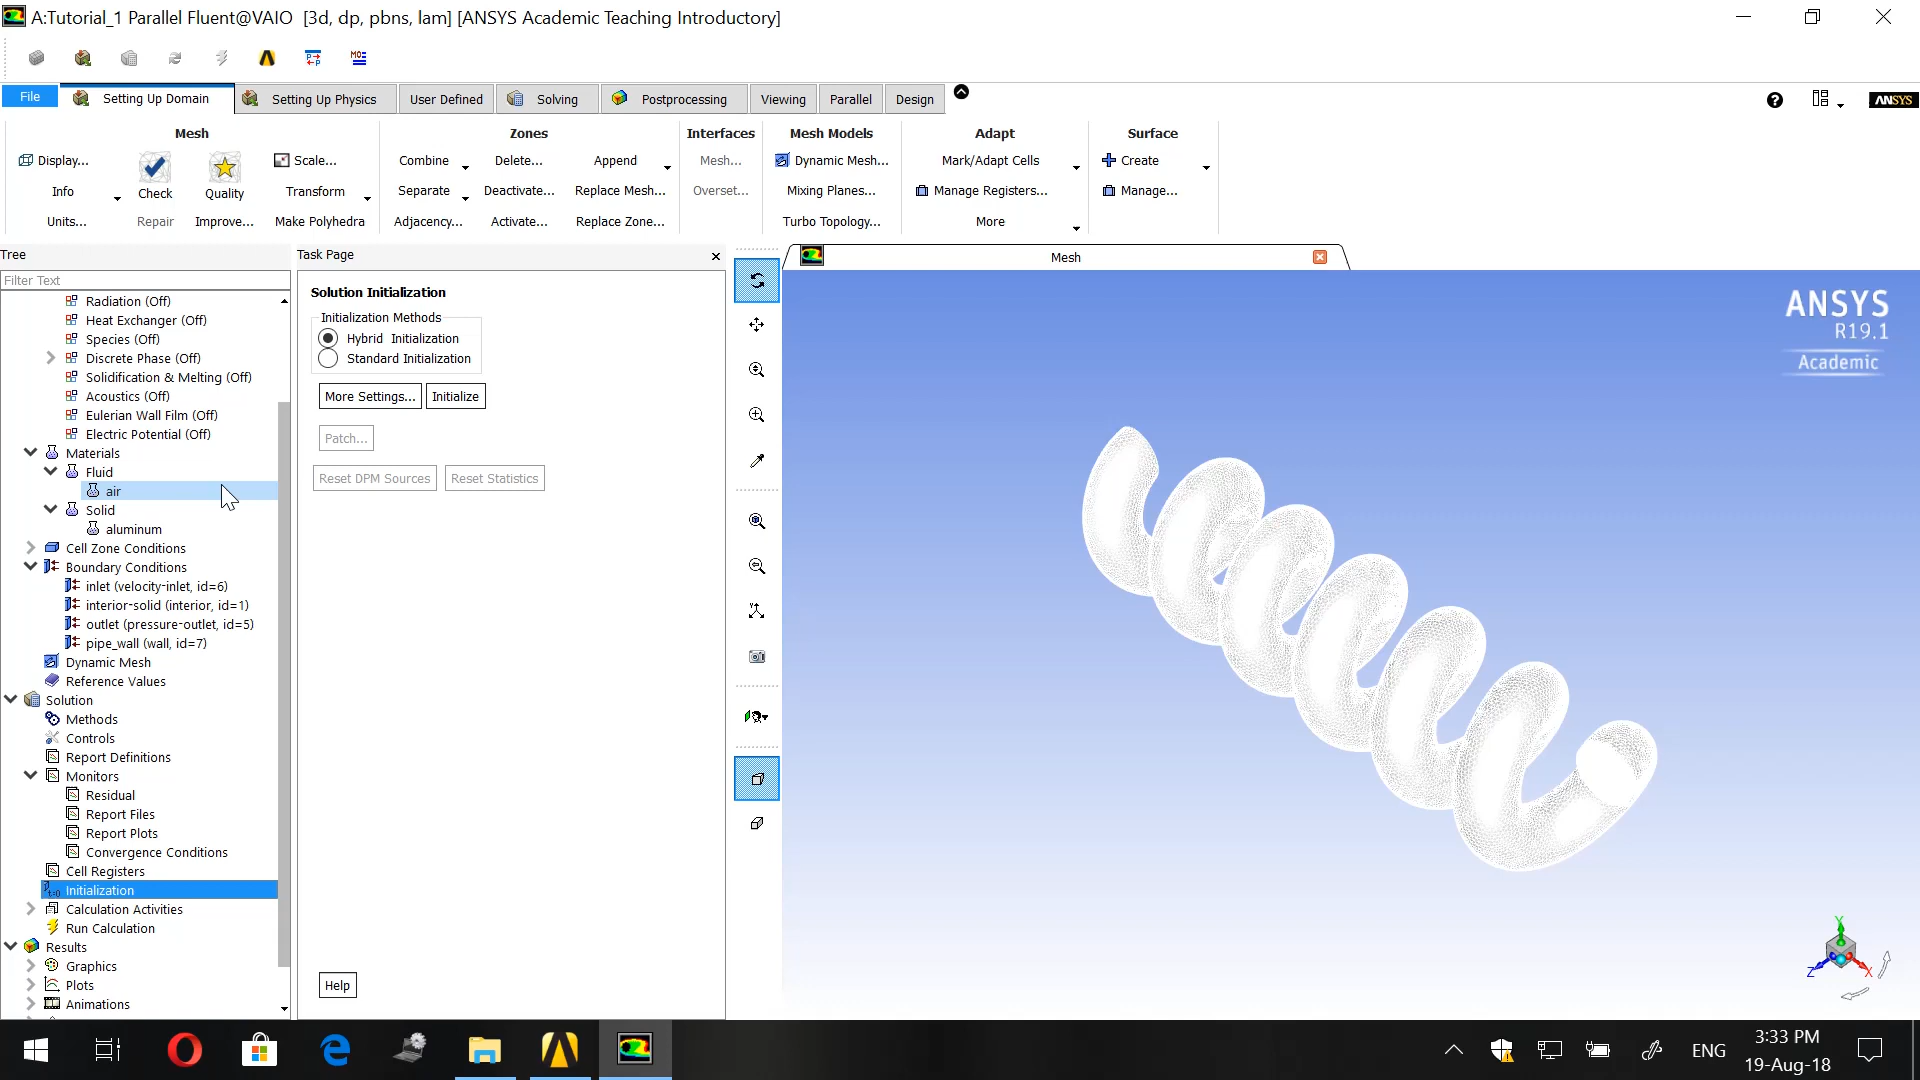 A:Tutorial_1 Parallel Fluent@VAIO [3d, dp, pbns, lam] [ANSYS Academic Teaching Introductory]
File
Setting Up Domain
Setting Up Physics
User Defined
Solving
Postprocessing
Viewing
Parallel
Design
ANSYS
Mesh
Zones
Interfaces
Mesh Models
Adapt
Surface
Display...
Info
Units...
Check
Repair
Quality
Improve...
Scale...
Transform
Make Polyhedra
Combine
Separate
Adjacency...
Delete...
Deactivate...
Activate...
Append
Replace Mesh...
Replace Zone...
Mesh...
Overset...
Dynamic Mesh...
Mixing Planes...
Turbo Topology...
Mark/Adapt Cells
Manage Registers...
More
Create
Manage...
Tree
Filter Text
Radiation (Off)
Heat Exchanger (Off)
Species (Off)
Discrete Phase (Off)
Solidification & Melting (Off)
Acoustics (Off)
Eulerian Wall Film (Off)
Electric Potential (Off)
Materials
Fluid
air
Solid
aluminum
Cell Zone Conditions
Boundary Conditions
inlet (velocity-inlet, id=6)
interior-solid (interior, id=1)
outlet (pressure-outlet, id=5)
pipe_wall (wall, id=7)
Dynamic Mesh
Reference Values
Solution
Methods
Controls
Report Definitions
Monitors
Residual
Report Files
Report Plots
Convergence Conditions
Cell Registers
Initialization
Calculation Activities
Run Calculation
Results
Graphics
Plots
Animations
Task Page
Solution Initialization
Initialization Methods
Hybrid Initialization
Standard Initialization
More Settings...
Initialize
Patch...
Reset DPM Sources
Reset Statistics
Help
Mesh
ANSYS
R19.1
Academic
Y
Z
X
ENG
3:33 PM
19-Aug-18